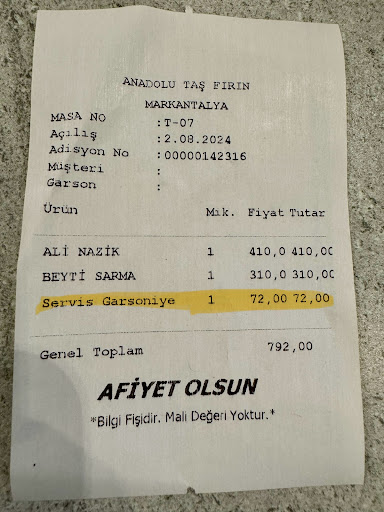 ANADOLU TAŞ FIRIN
MARKANTALYA
MASA NO :T-07
Açılış :2.08.2024
Adisyon No :00000142316
Müşteri :
Garson :
Ürün Mik. Fiyat Tutar
ALİ NAZİK 1 410,0 410,00
BEYTİ SARMA 1 310,0 310,00
Servis Garsoniye 1 72,00 72,00
Genel Toplam 792,00
AFİYET OLSUN
*Bilgi Fişidir. Mali Değeri Yoktur.*